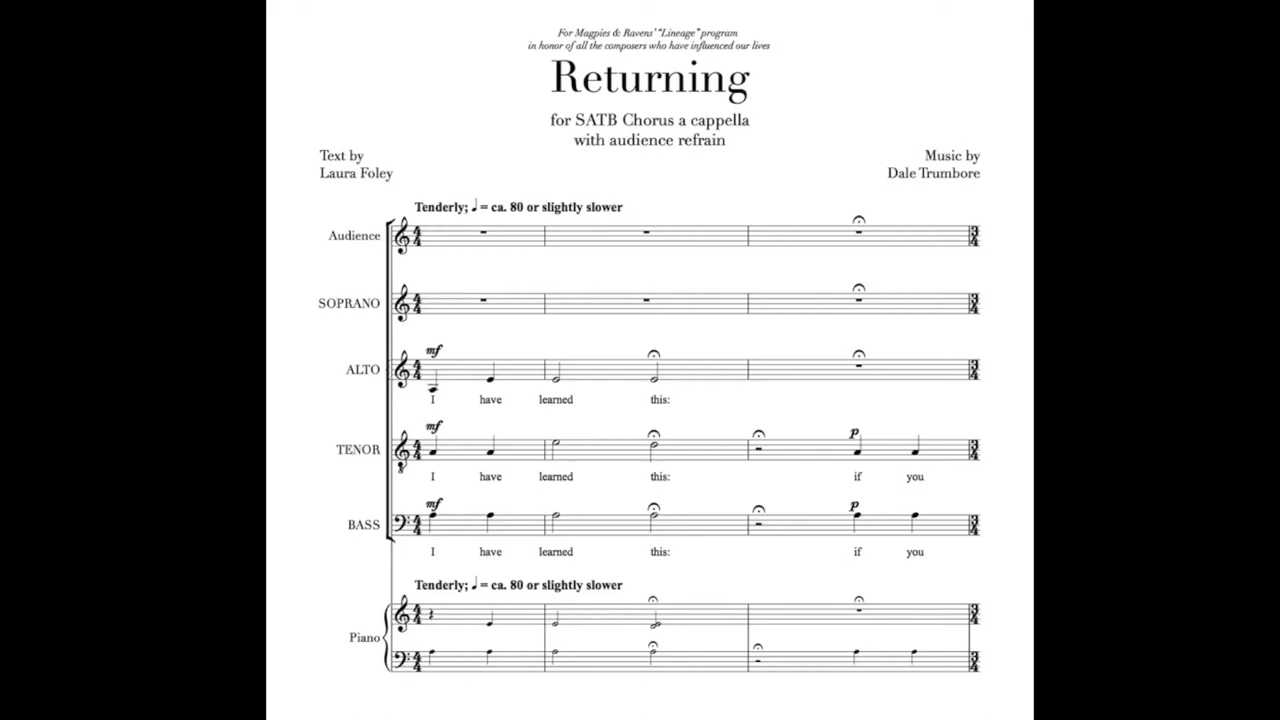 For Magpies & Ravens' "Lineage" program
in honor of all the composers who have influenced our lives
Returning
for SATB Chorus a cappella
with audience refrain
Text by
Laura Foley
Music by
Dale Trumbore
Tenderly; ♩ = ca. 80 or slightly slower
Audience
SOPRANO
mf
ALTO
I have learned this:
mf p
TENOR
I have learned this: if you
mf p
BASS
I have learned this: if you
Tenderly; ♩ = ca. 80 or slightly slower
Piano